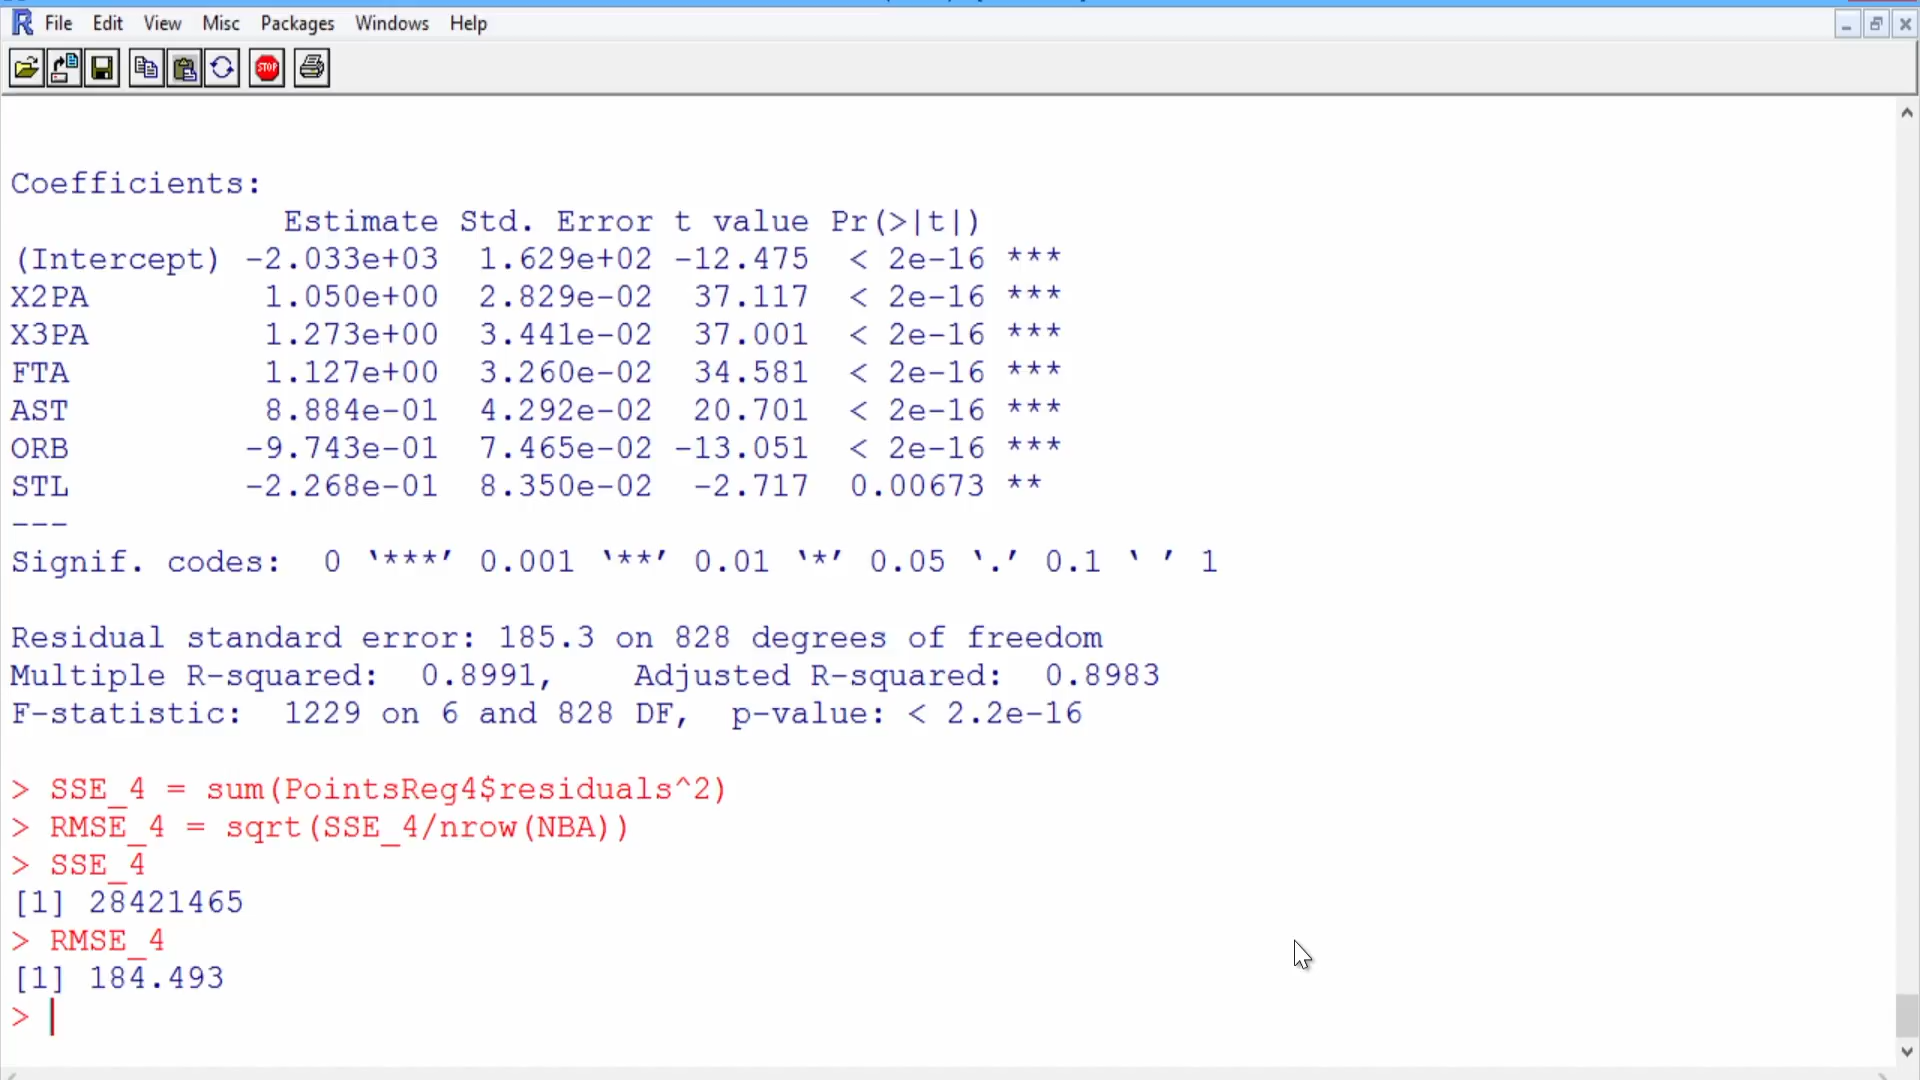 File Edit View Misc Packages Windows Help
STOP
Coefficients:
              Estimate Std. Error t value Pr(>|t|)
(Intercept) -2.033e+03  1.629e+02 -12.475  < 2e-16 ***
X2PA         1.050e+00  2.829e-02  37.117  < 2e-16 ***
X3PA         1.273e+00  3.441e-02  37.001  < 2e-16 ***
FTA          1.127e+00  3.260e-02  34.581  < 2e-16 ***
AST          8.884e-01  4.292e-02  20.701  < 2e-16 ***
ORB         -9.743e-01  7.465e-02 -13.051  < 2e-16 ***
STL         -2.268e-01  8.350e-02  -2.717  0.00673 **
---
Signif. codes:  0 ‘***’ 0.001 ‘**’ 0.01 ‘*’ 0.05 ‘.’ 0.1 ‘ ’ 1
Residual standard error: 185.3 on 828 degrees of freedom
Multiple R-squared:  0.8991,    Adjusted R-squared:  0.8983
F-statistic:  1229 on 6 and 828 DF,  p-value: < 2.2e-16
> SSE_4 = sum(PointsReg4$residuals^2)
> RMSE_4 = sqrt(SSE_4/nrow(NBA))
> SSE_4
[1] 28421465
> RMSE_4
[1] 184.493
>